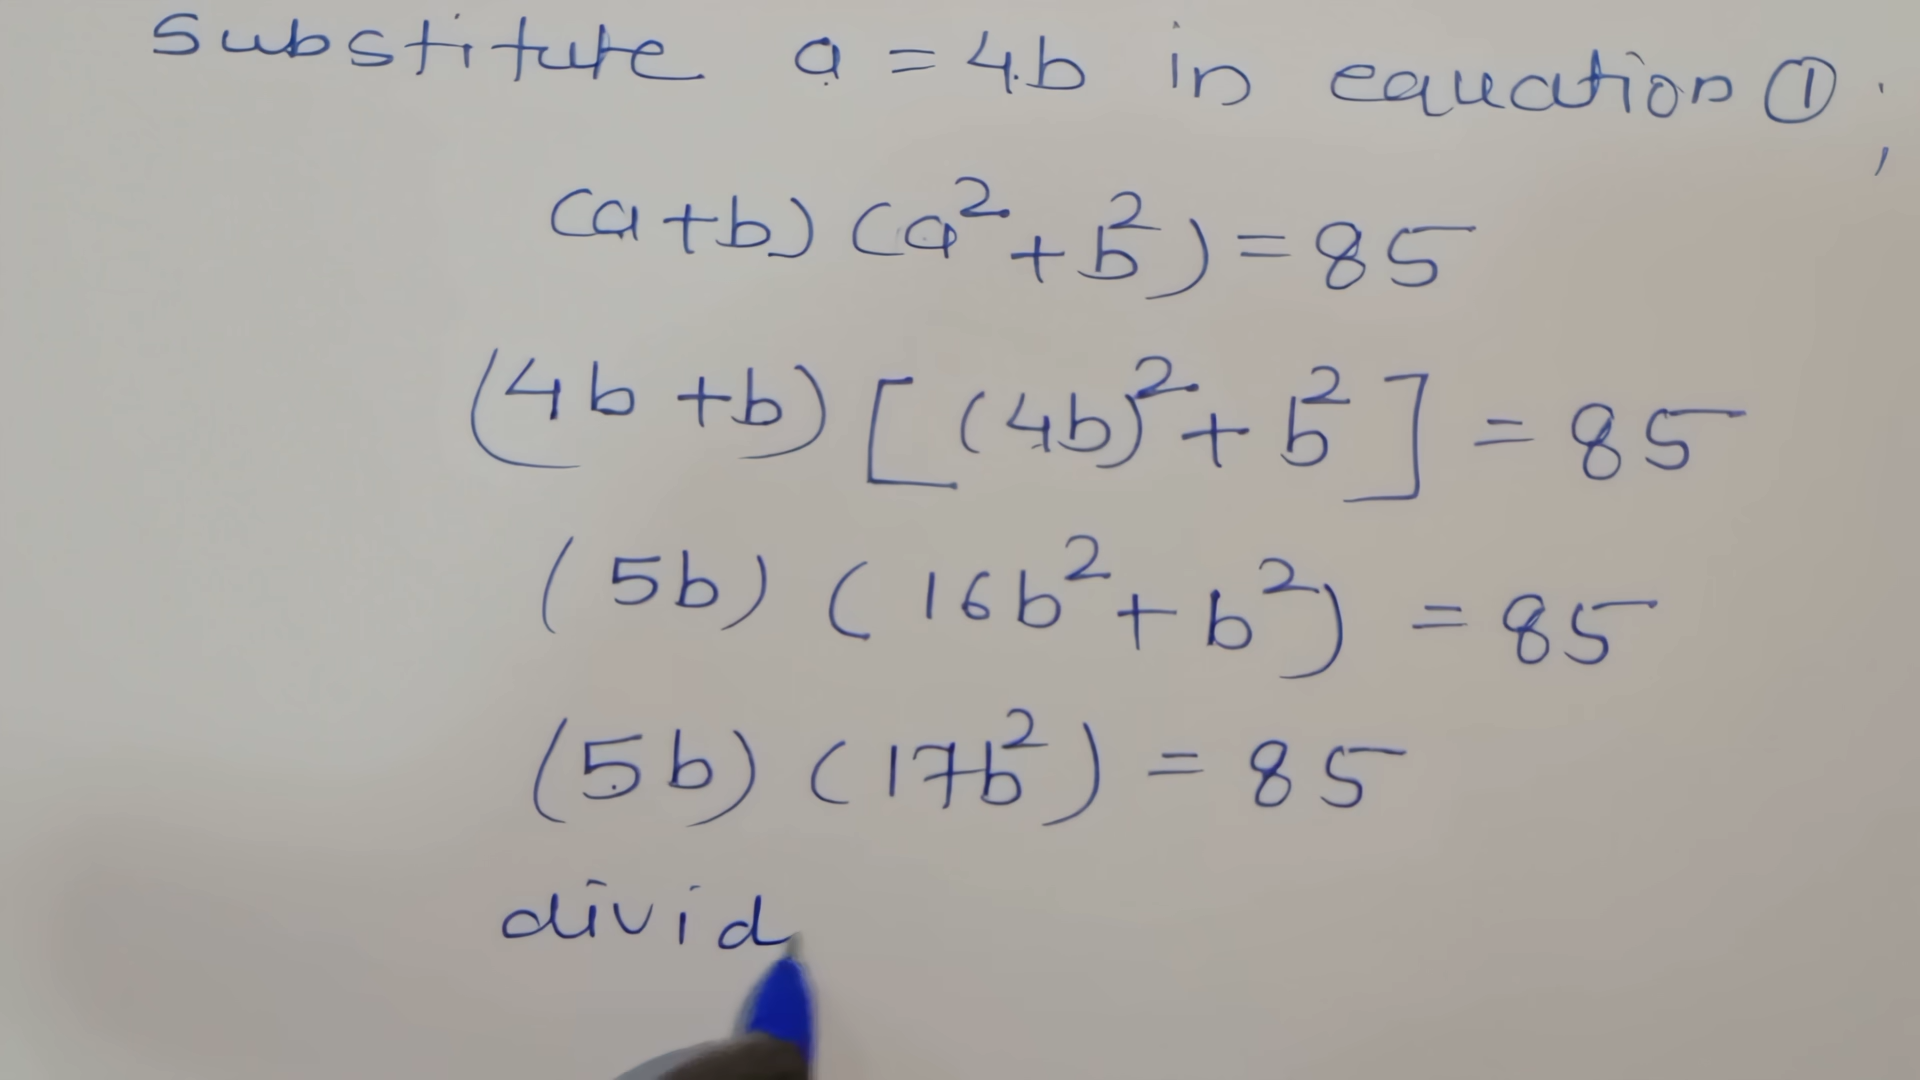 Substitute a = 4b in equation ①;
(a+b) (a²+b²) = 85
(4b+b) [(4b)²+b²] = 85
(5b) (16b²+b²) = 85
(5b) (17b²) = 85
divid